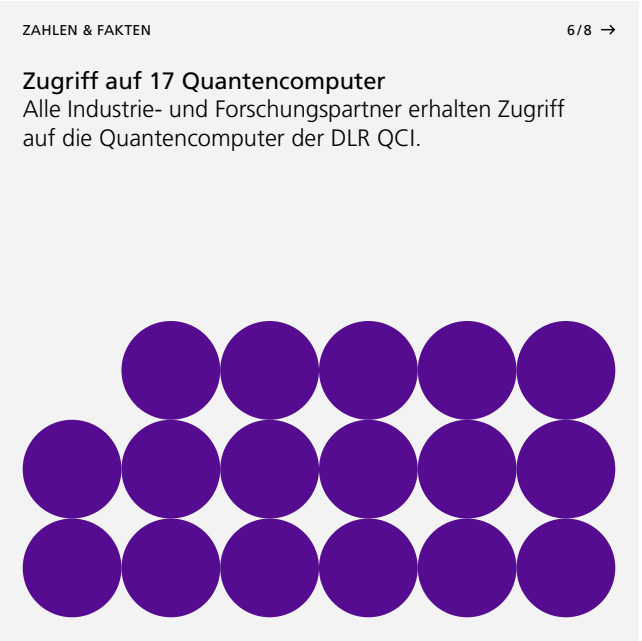 ZAHLEN & FAKTEN
6/8 →
Zugriff auf 17 Quantencomputer
Alle Industrie- und Forschungspartner erhalten Zugriff
auf die Quantencomputer der DLR QCI.